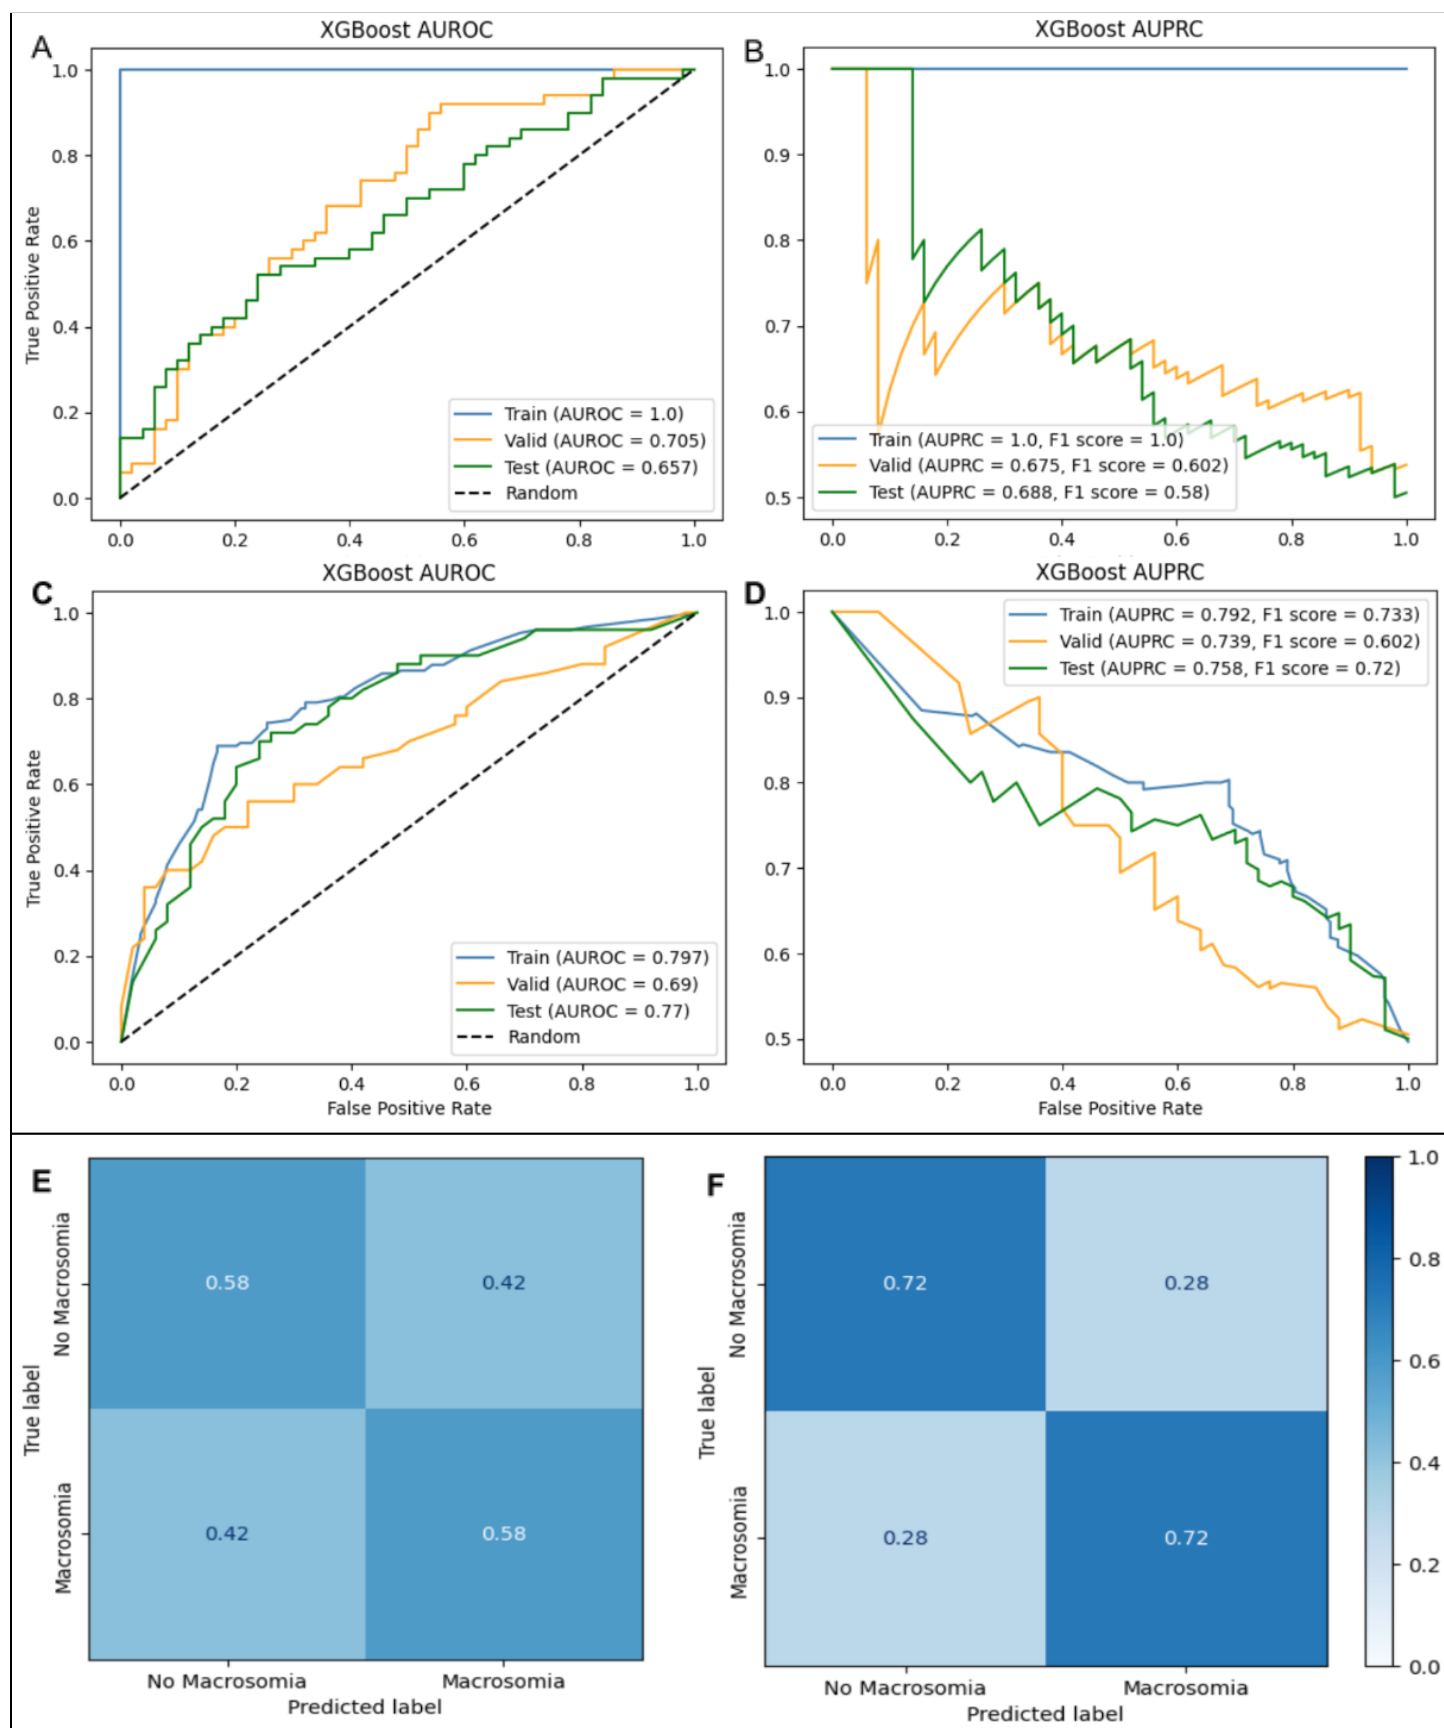 A
XGBoost AUROC
True Positive Rate
1.0
0.8
0.6
0.4
0.2
0.0
Train (AUROC = 1.0)
Valid (AUROC = 0.705)
Test (AUROC = 0.657)
Random
0.0 0.2 0.4 0.6 0.8 1.0
B
XGBoost AUPRC
1.0
0.9
0.8
0.7
0.6
0.5
Train (AUPRC = 1.0, F1 score = 1.0)
Valid (AUPRC = 0.675, F1 score = 0.602)
Test (AUPRC = 0.688, F1 score = 0.58)
0.0 0.2 0.4 0.6 0.8 1.0
C
XGBoost AUROC
True Positive Rate
1.0
0.8
0.6
0.4
0.2
0.0
Train (AUROC = 0.797)
Valid (AUROC = 0.69)
Test (AUROC = 0.77)
Random
0.0 0.2 0.4 0.6 0.8 1.0
False Positive Rate
D
XGBoost AUPRC
1.0
0.9
0.8
0.7
0.6
0.5
Train (AUPRC = 0.792, F1 score = 0.733)
Valid (AUPRC = 0.739, F1 score = 0.602)
Test (AUPRC = 0.758, F1 score = 0.72)
0.0 0.2 0.4 0.6 0.8 1.0
False Positive Rate
E
True label
No Macrosomia
Macrosomia
0.58 0.42
0.42 0.58
No Macrosomia Macrosomia
Predicted label
F
True label
No Macrosomia
Macrosomia
0.72 0.28
0.28 0.72
No Macrosomia Macrosomia
Predicted label
1.0
0.8
0.6
0.4
0.2
0.0